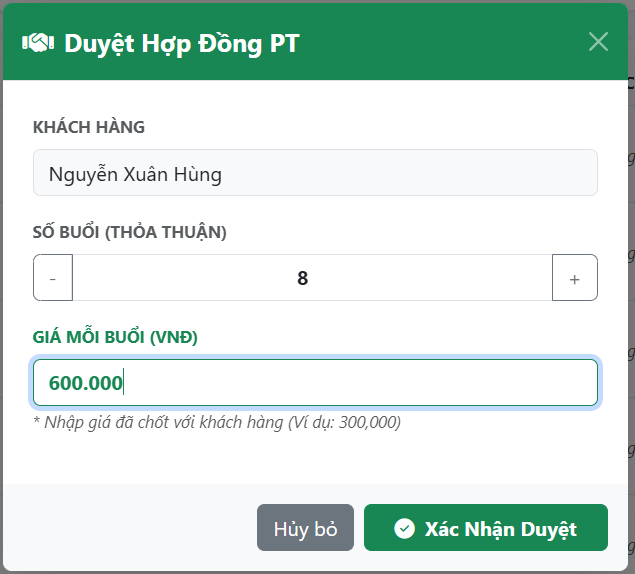 Duyệt Hợp Đồng PT
KHÁCH HÀNG
Nguyễn Xuân Hùng
SỐ BUỔI (THỎA THUẬN)
- 8 +
GIÁ MỖI BUỔI (VNĐ)
600.000
* Nhập giá đã chốt với khách hàng (Ví dụ: 300,000)
Hủy bỏ Xác Nhận Duyệt